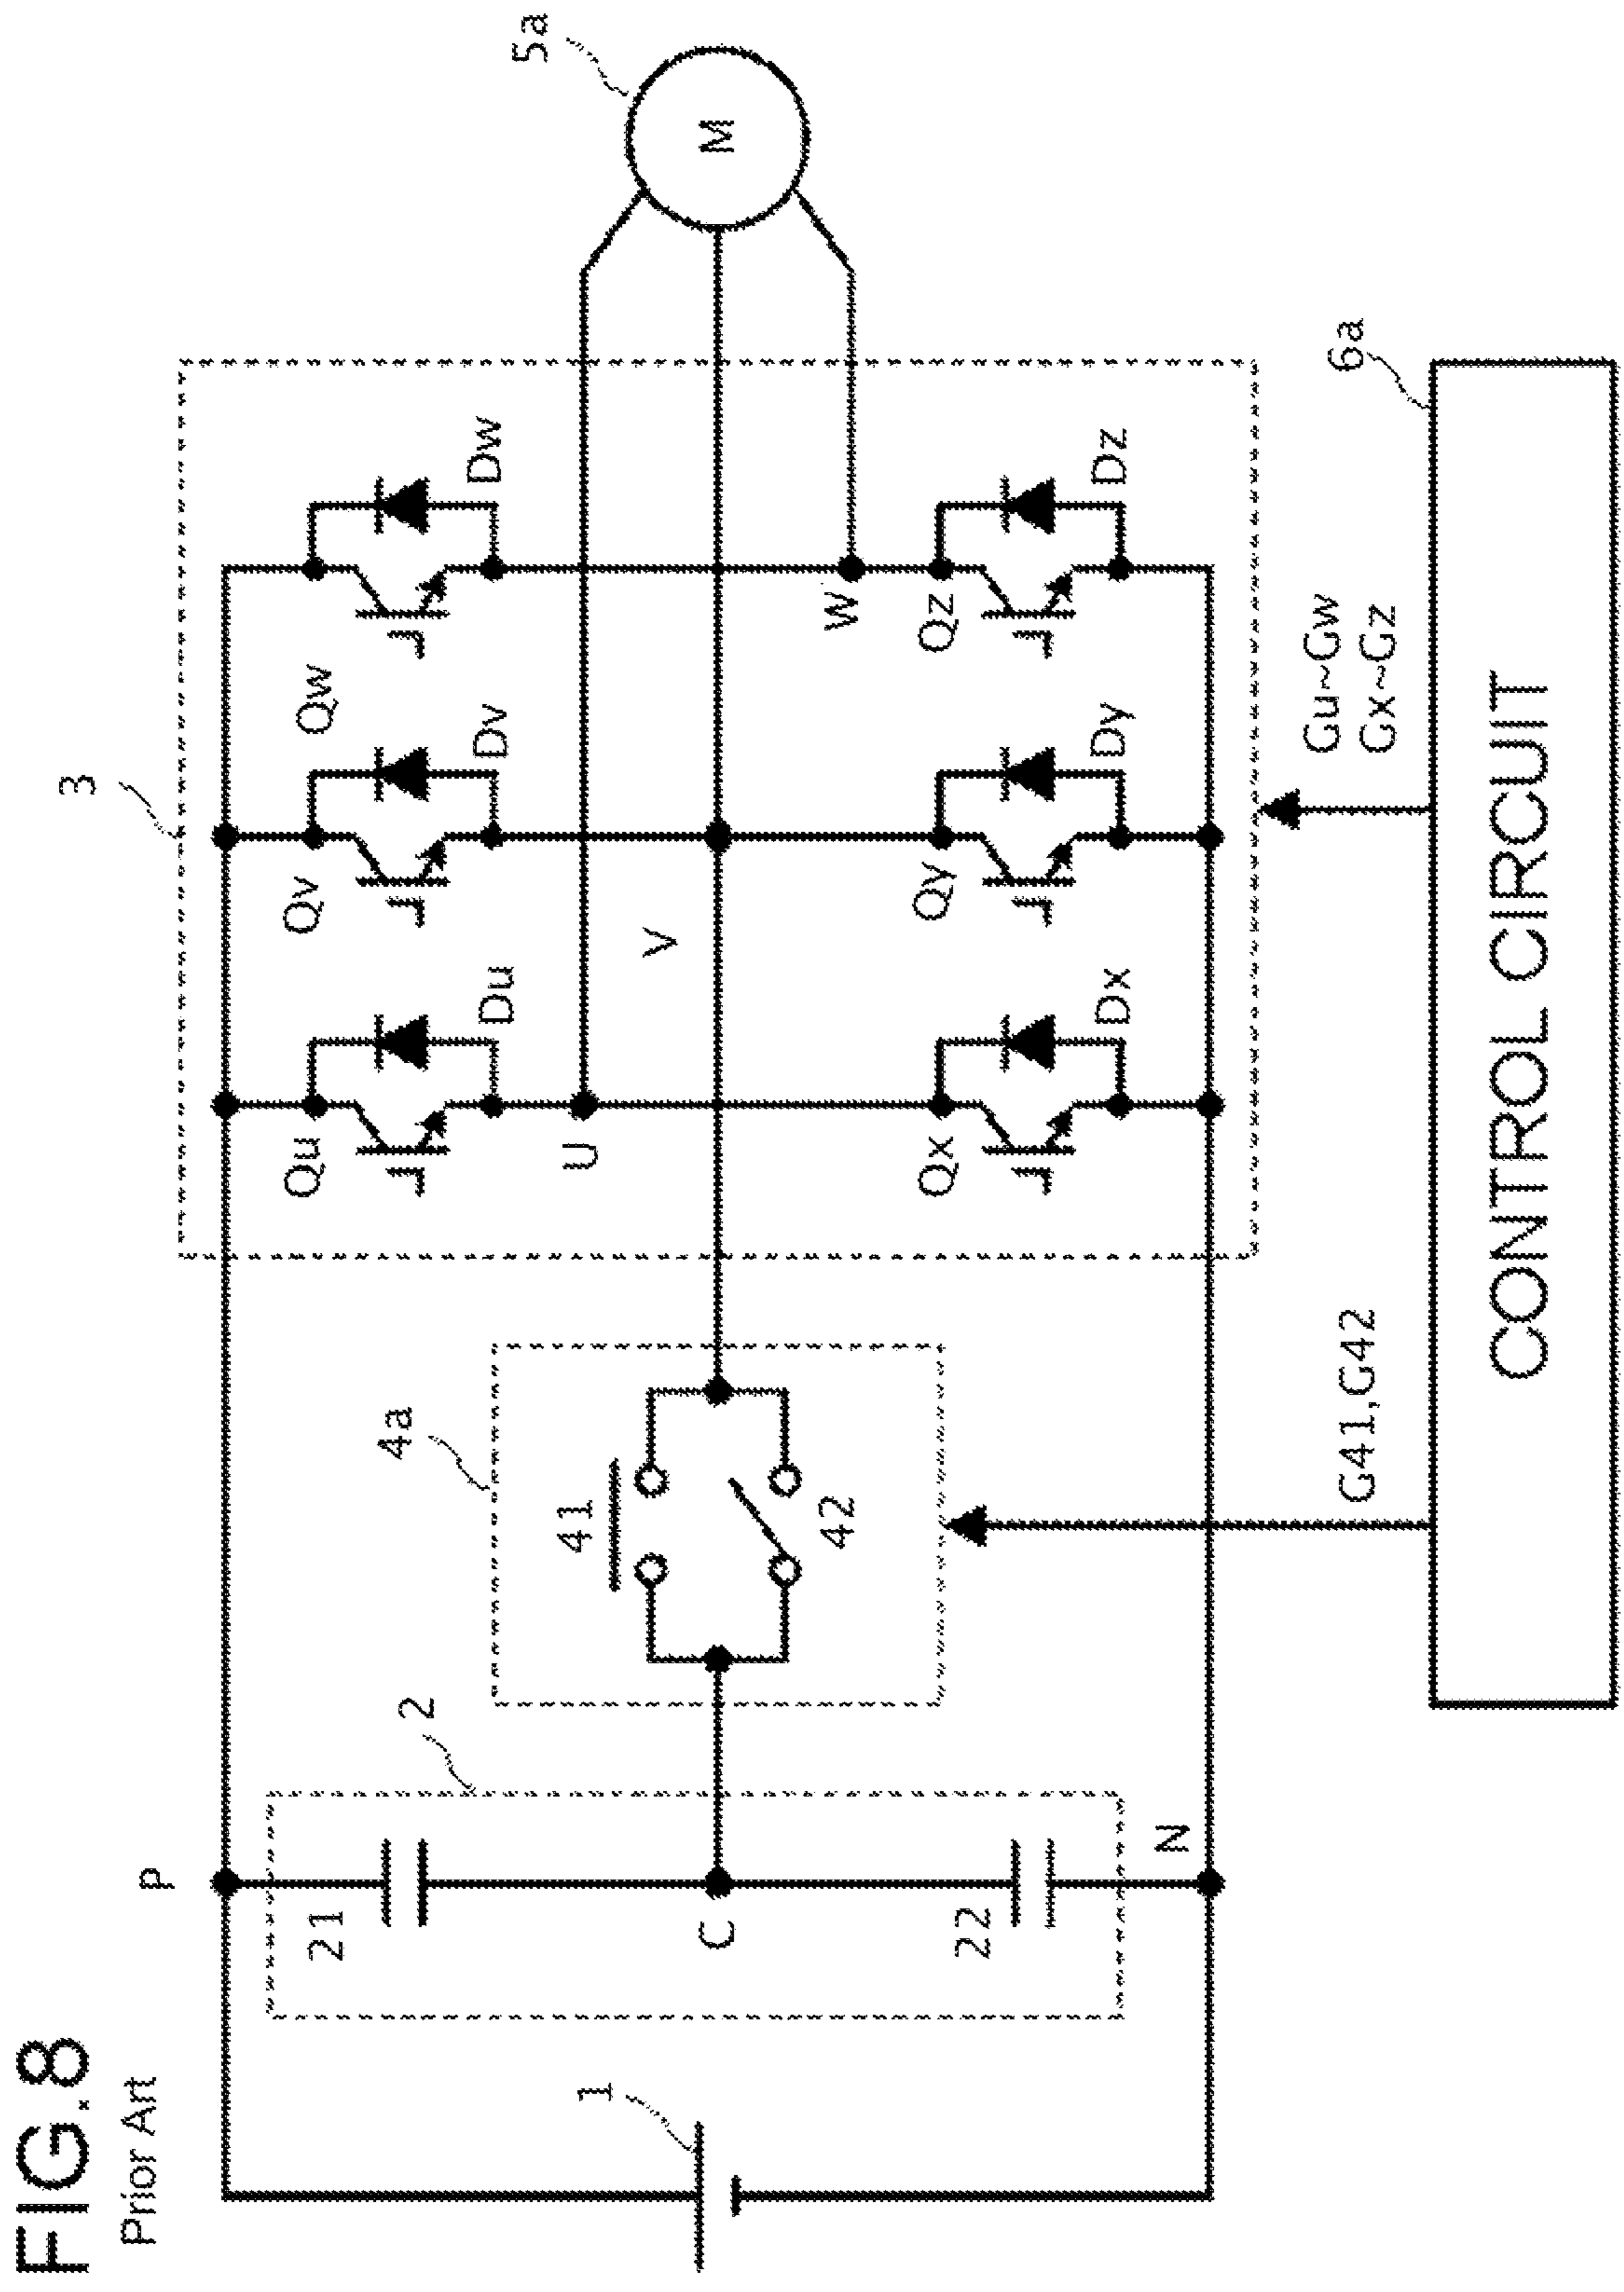 FIG.8
Prior Art
P
3
Qu
Du
Qv
Dv
Qw
Dw
5a
M
2
21
4a
41
42
U
V
W
1
C
22
N
Qx
Dx
Qy
Dy
Qz
Dz
G41,G42
Gu~Gw
Gx~Gz
6a
CONTROL CIRCUIT